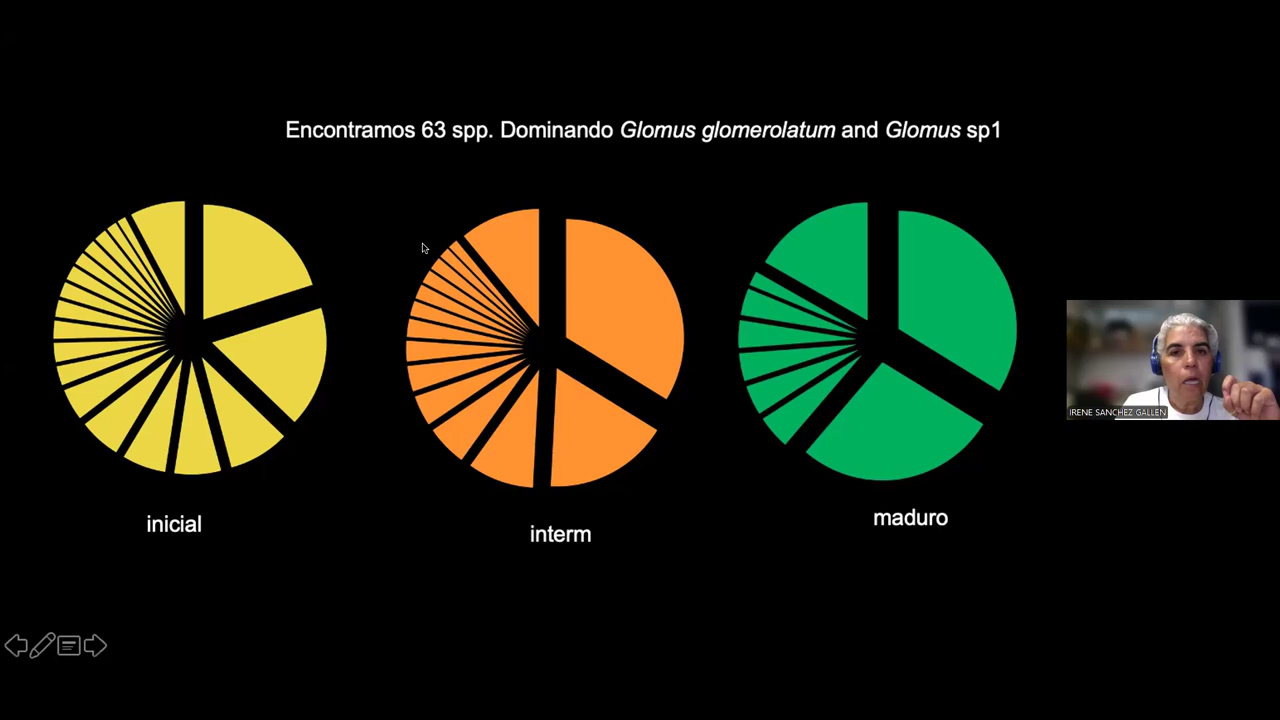 Encontramos 63 spp. Dominando Glomus glomerolatum and Glomus sp1
inicial
interm
maduro
IRENE SANCHEZ GALLEN